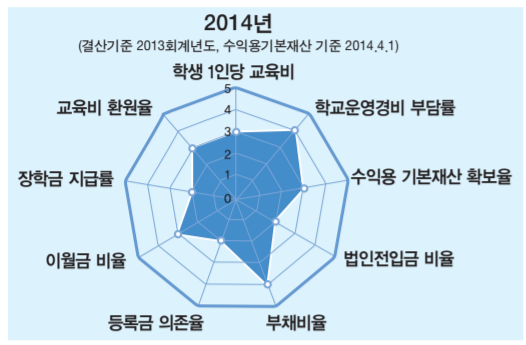 2014년
(결산기준 2013회계년도, 수익용기본재산 기준 2014.4.1)
학생 1인당 교육비
교육비 환원율
학교운영경비 부담률
장학금 지급률
수익용 기본재산 확보율
이월금 비율
법인전입금 비율
등록금 의존율
부채비율
5
4
3
2
1
0